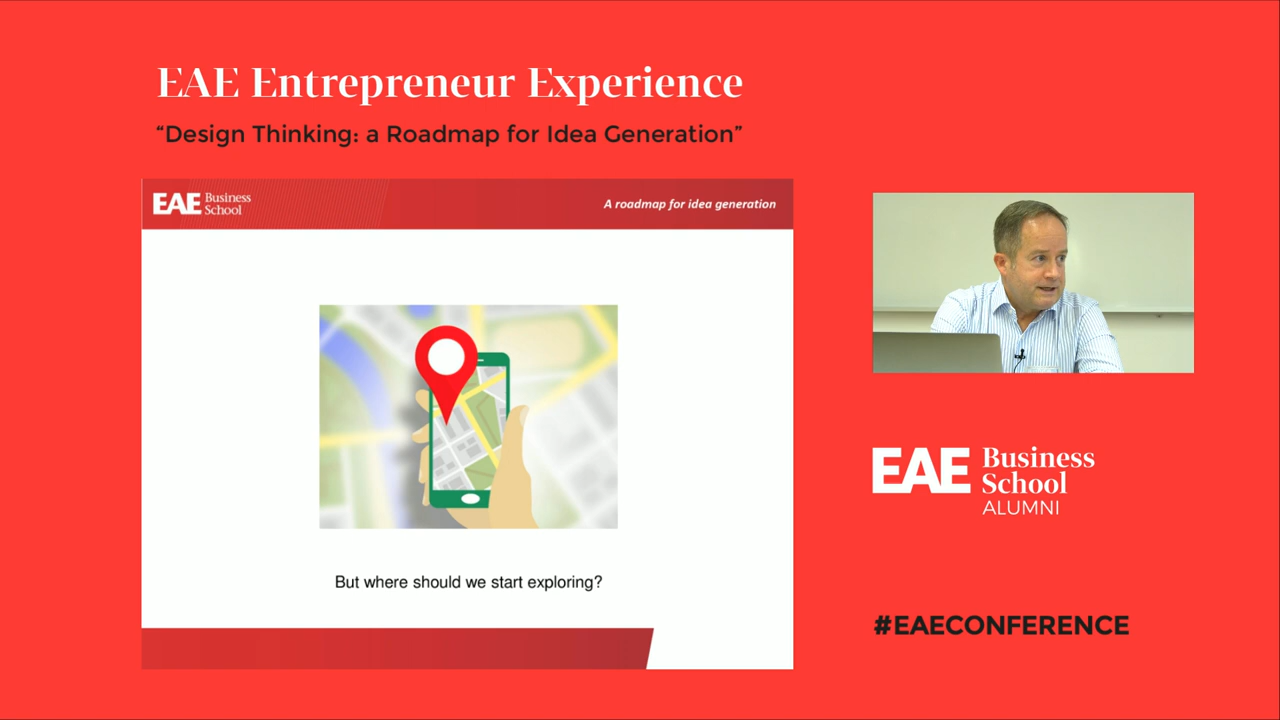 EAE Entrepreneur Experience
“Design Thinking: a Roadmap for Idea Generation”
EAE Business
School
A roadmap for idea generation
But where should we start exploring?
EAE Business
School
ALUMNI
#EAECONFERENCE